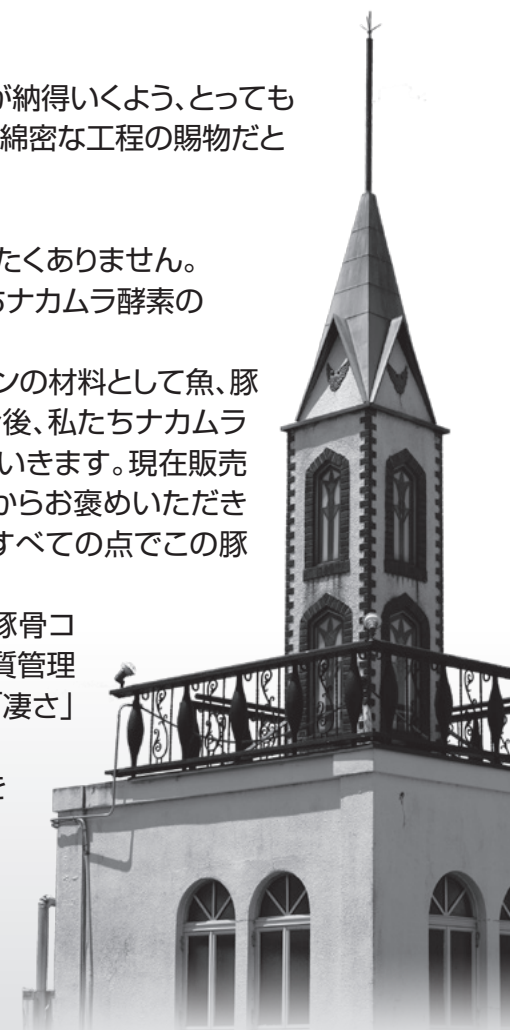 が納得いくよう、とっても
綿密な工程の賜物だと
たくありません。
ちナカムラ酵素の
ンの材料として魚、豚
後、私たちナカムラ
いきます。現在販売
からお褒めいただき
すべての点でこの豚
豚骨コ
質管理
「凄さ」